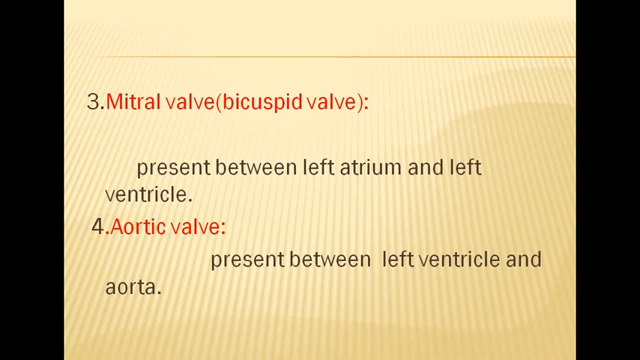 3.Mitral valve(bicuspid valve):
present between left atrium and left
ventricle.
4.Aortic valve:
present between left ventricle and
aorta.